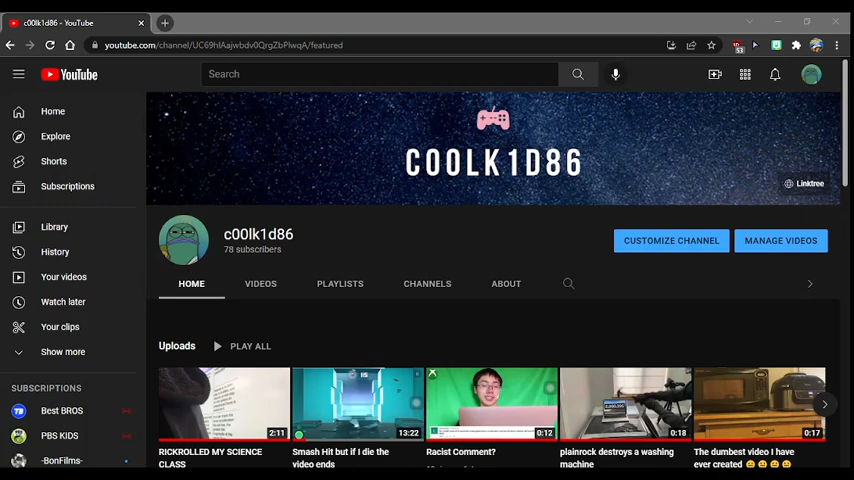 c00lk1d86 - YouTube
youtube.com/channel/UC69hIAajwbdv0QrgZbPlwqA/featured
53
YouTube
Search
Home
Explore
Shorts
Subscriptions
Library
History
Your videos
Watch later
Your clips
Show more
SUBSCRIPTIONS
Best BROS
PBS KIDS
-BonFilms-
C00LK1D86
Linktree
c00lk1d86
78 subscribers
CUSTOMIZE CHANNEL
MANAGE VIDEOS
HOME VIDEOS PLAYLISTS CHANNELS ABOUT
Uploads PLAY ALL
2:11
13:22
0:12
0:18
0:17
RICKROLLED MY SCIENCE CLASS
Smash Hit but if I die the video ends
Racist Comment?
plainrock destroys a washing machine
The dumbest video I have ever created